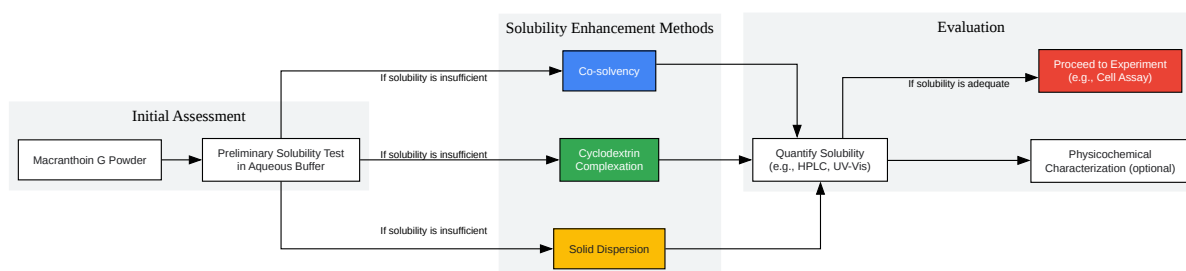 Solubility Enhancement Methods
Evaluation
If solubility is insufficient
Co-solvency
Proceed to Experiment
(e.g., Cell Assay)
If solubility is adequate
Initial Assessment
Macranthoin G Powder
Preliminary Solubility Test
in Aqueous Buffer
If solubility is insufficient
Cyclodextrin
Complexation
Quantify Solubility
(e.g., HPLC, UV-Vis)
Physicochemical
Characterization (optional)
If solubility is insufficient
Solid Dispersion